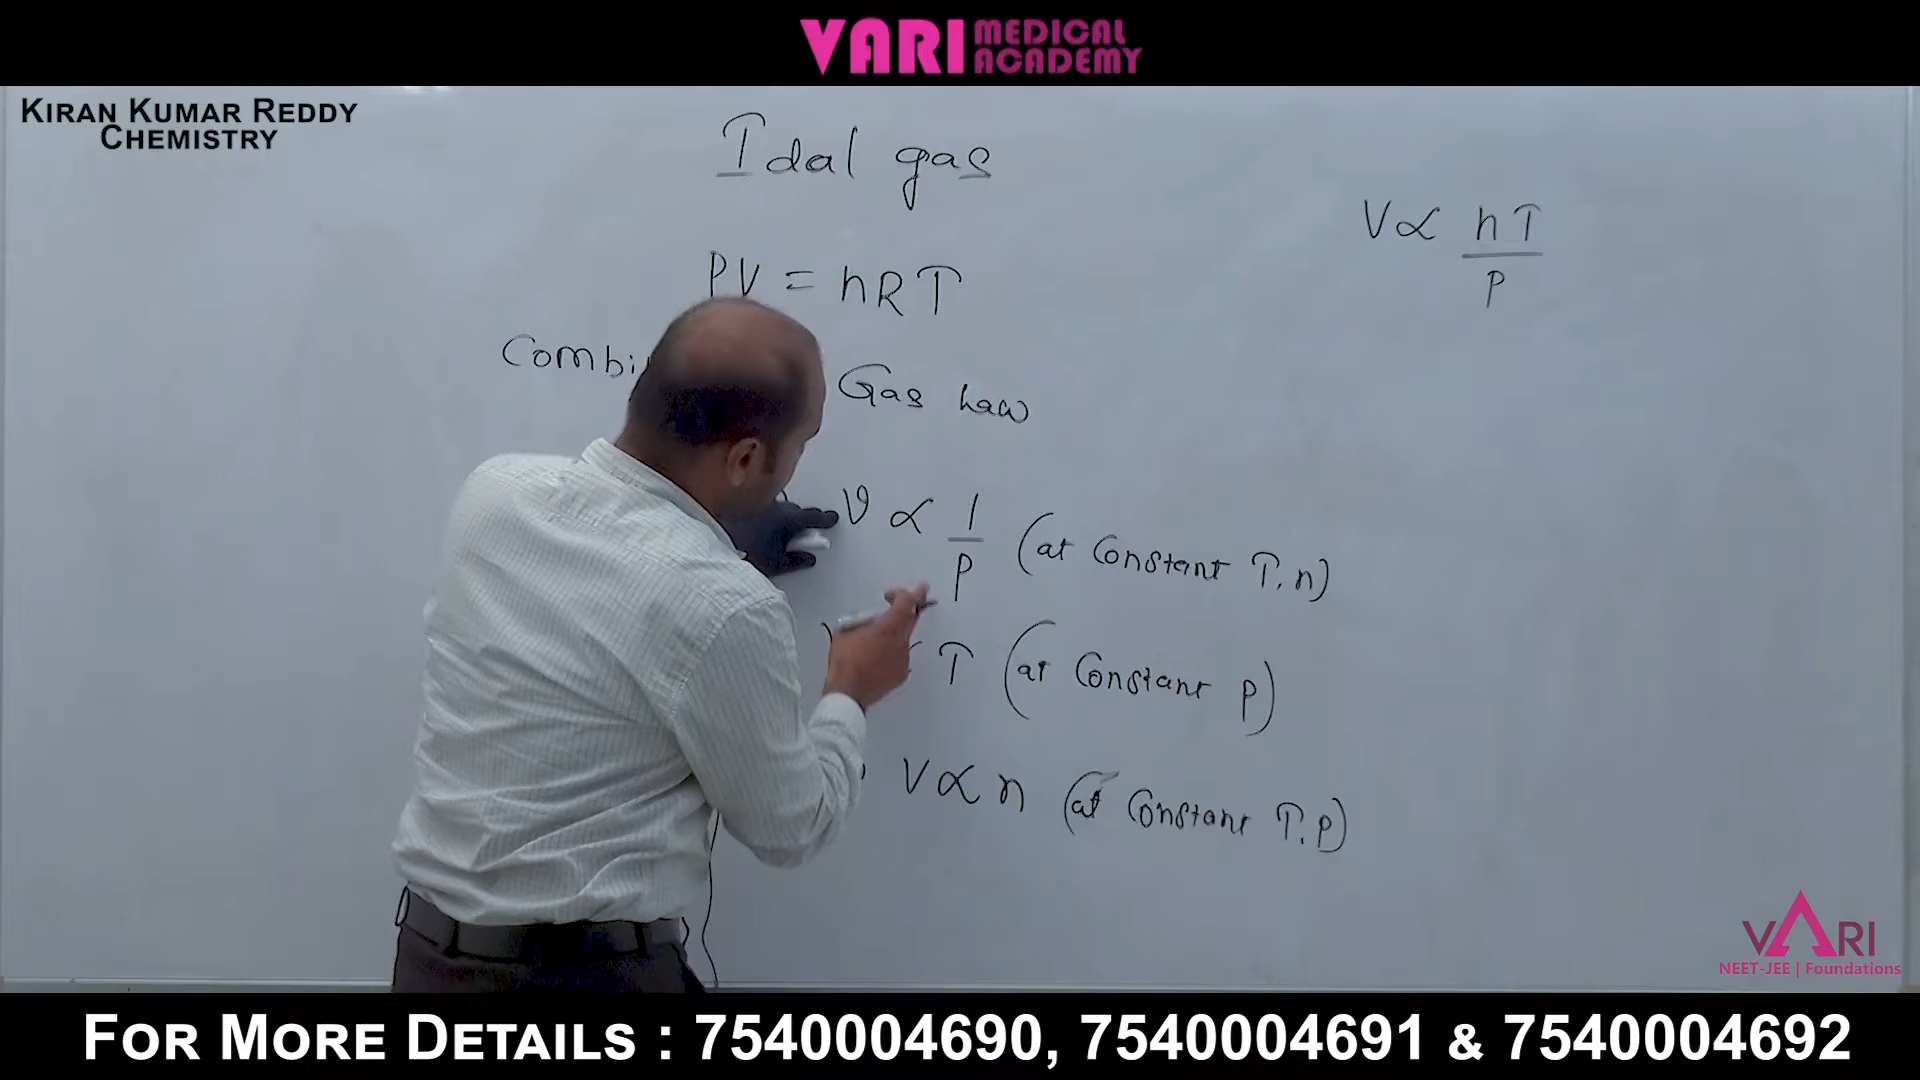 VARI MEDICAL ACADEMY
KIRAN KUMAR REDDY
CHEMISTRY
Idal gas
V ∝ nT / P
PV = nRT
Gas Law
V ∝ 1 / P (at Constant T, n)
T (at Constant P)
V ∝ n (at Constant T, P)
VARI
NEET-JEE | Foundations
FOR MORE DETAILS : 7540004690, 7540004691 & 7540004692